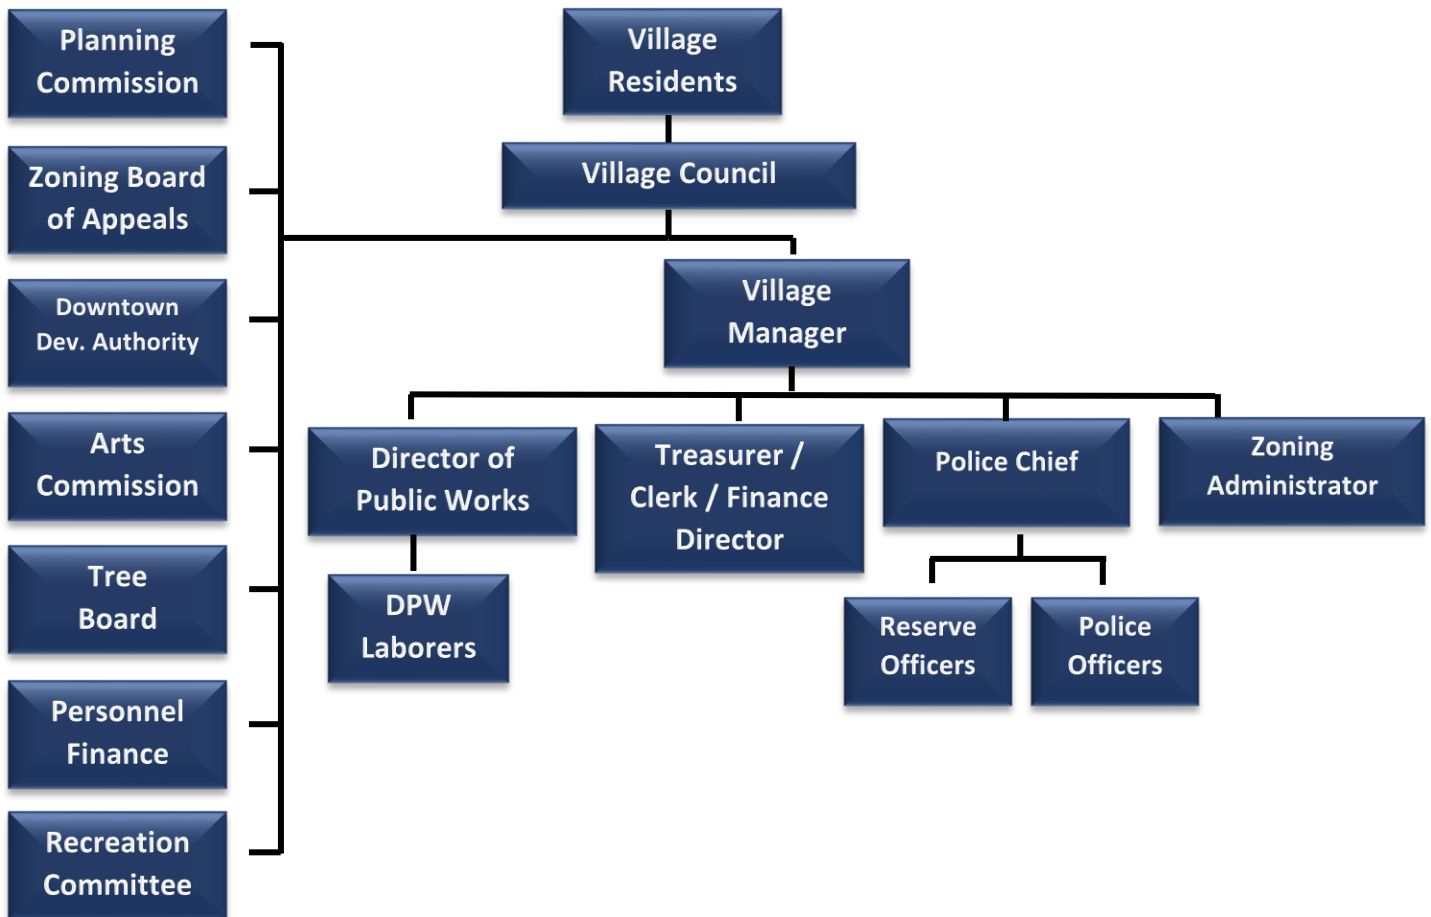 Planning
Commission
Zoning Board
of Appeals
Downtown
Dev. Authority
Arts
Commission
Tree
Board
Personnel
Finance
Recreation
Committee
Village
Residents
Village Council
Village
Manager
Director of
Public Works
Treasurer /
Clerk / Finance
Director
Police Chief
Zoning
Administrator
DPW
Laborers
Reserve
Officers
Police
Officers